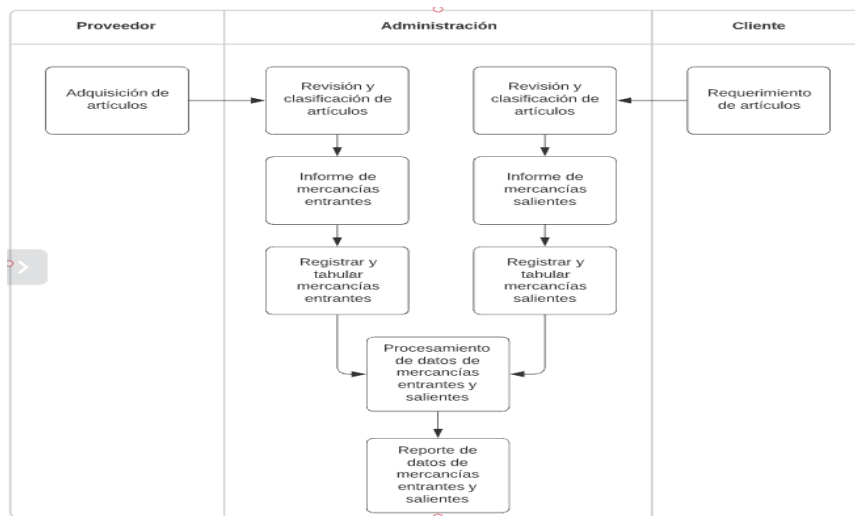 Proveedor
Administración
Cliente
Adquisición de
artículos
Revisión y
clasificación de
artículos
Revisión y
clasificación de
artículos
Requerimiento
de artículos
Informe de
mercancías
entrantes
Informe de
mercancías
salientes
Registrar y
tabular
mercancías
entrantes
Registrar y
tabular
mercancías
salientes
Procesamiento
de datos de
mercancías
entrantes y
salientes
Reporte de
datos de
mercancías
entrantes y
salientes